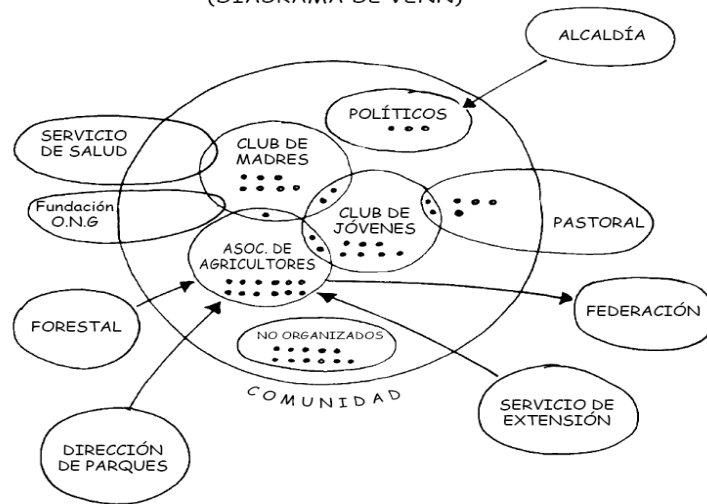 (DIAGRAMA DE VENN)
ALCALDÍA
POLÍTICOS
SERVICIO
DE SALUD
CLUB DE
MADRES
Fundación
O.N.G
CLUB DE
JÓVENES
PASTORAL
ASOC. DE
AGRICULTORES
FORESTAL
FEDERACIÓN
NO ORGANIZADOS
COMUNIDAD
SERVICIO DE
EXTENSIÓN
DIRECCIÓN
DE PARQUES